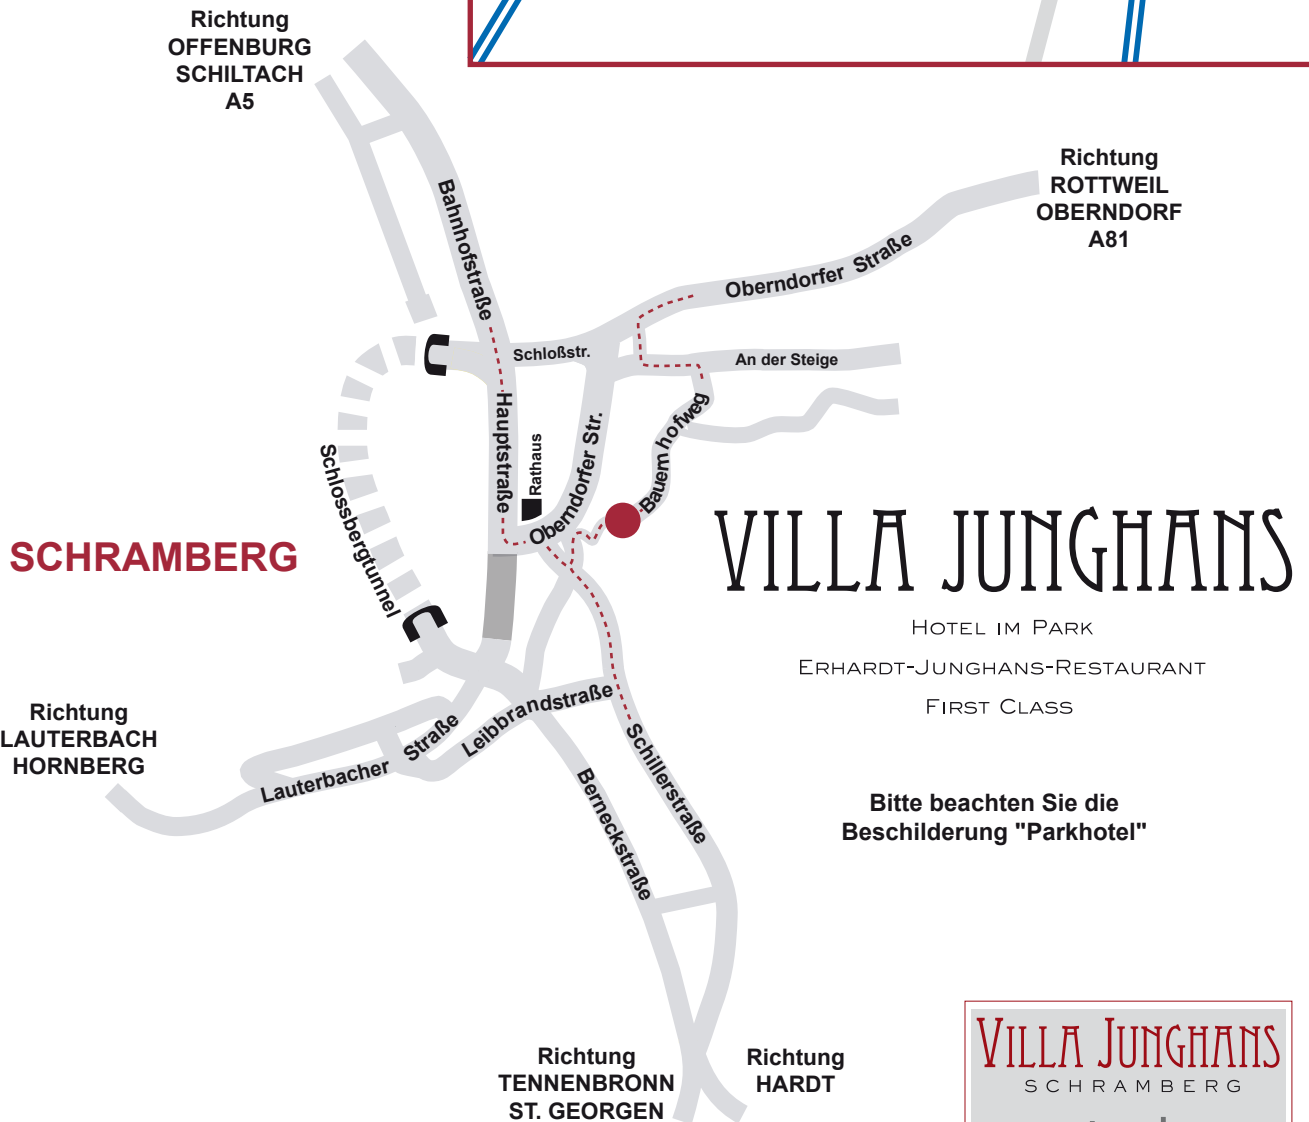 Richtung
OFFENBURG
SCHILTACH
A5
Richtung
ROTTWEIL
OBERNDORF
A81
Bahnhofstraße
Oberndorfer Straße
Schloßstr.
An der Steige
Hauptstraße
Rathaus
Oberndorfer Str.
Bauernhofweg
Schlossbergtunnel
SCHRAMBERG
VILLA JUNGHANS
HOTEL IM PARK
ERHARDT-JUNGHANS-RESTAURANT
FIRST CLASS
Richtung
LAUTERBACH
HORNBERG
Lauterbacher Straße
Leibbrandstraße
Schillerstraße
Berneckstraße
Bitte beachten Sie die
Beschilderung "Parkhotel"
Richtung
TENNENBRONN
ST. GEORGEN
Richtung
HARDT
VILLA JUNGHANS
SCHRAMBERG